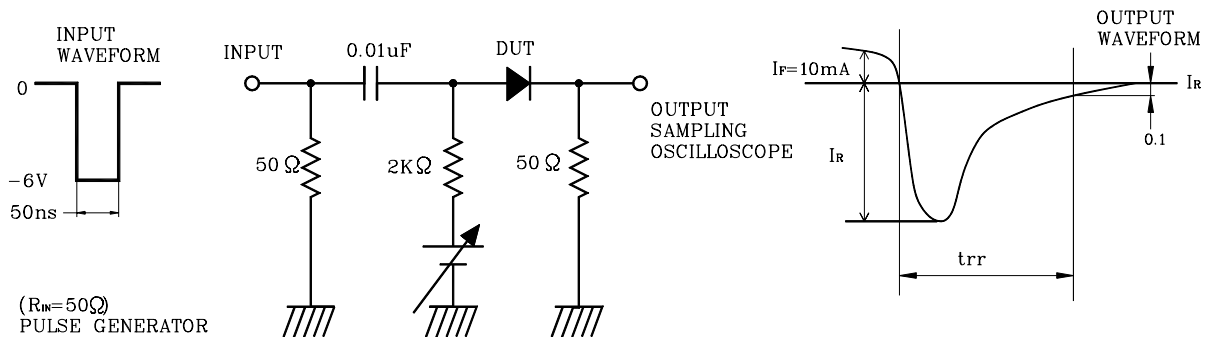 INPUT
WAVEFORM
0
-6V
50ns
(RIN=50Ω)
PULSE GENERATOR
INPUT
0.01uF
DUT
50Ω
2KΩ
50Ω
OUTPUT
SAMPLING
OSCILLOSCOPE
OUTPUT
WAVEFORM
IF=10mA
IR
IR
0.1
trr